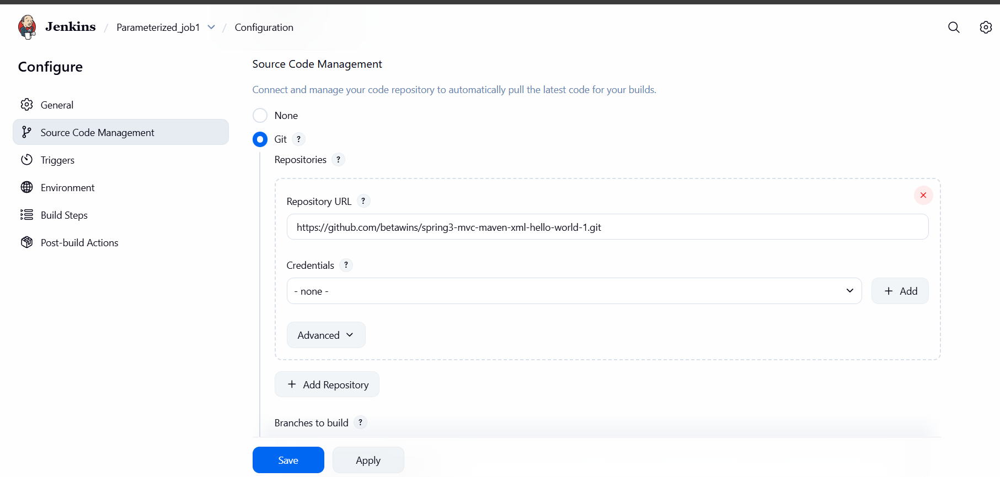 Jenkins / Parameterized_job1 / Configuration
Configure
General
Source Code Management
Triggers
Environment
Build Steps
Post-build Actions
Source Code Management
Connect and manage your code repository to automatically pull the latest code for your builds.
None
Git ?
Repositories ?
Repository URL ?
https://github.com/betawins/spring3-mvc-maven-xml-hello-world-1.git
Credentials ?
- none -
+ Add
Advanced
+ Add Repository
Branches to build ?
Save
Apply